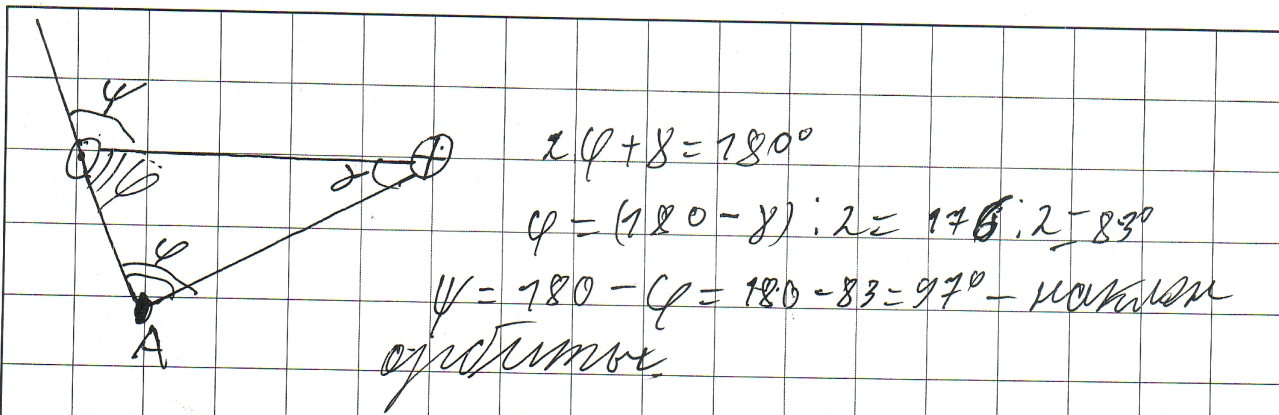 ψ
2φ + 8 = 180°
φ
φ = (180 - 8) : 2 = 176 : 2 = 83°
φ
ψ = 180 - φ = 180 - 83 = 97° - наклон
орбиты
A